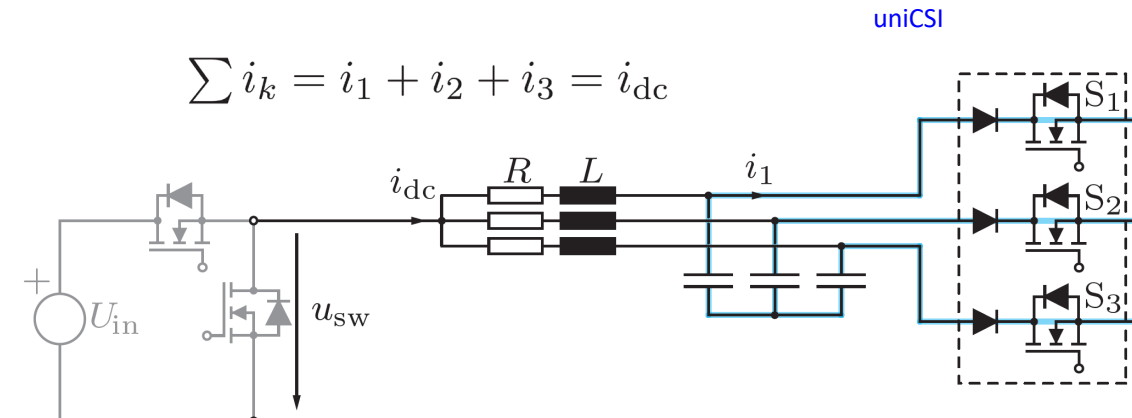 uniCSI
∑ i_k = i_1 + i_2 + i_3 = i_dc
S_1
i_dc R L i_1
S_2
+
U_in
u_sw
S_3